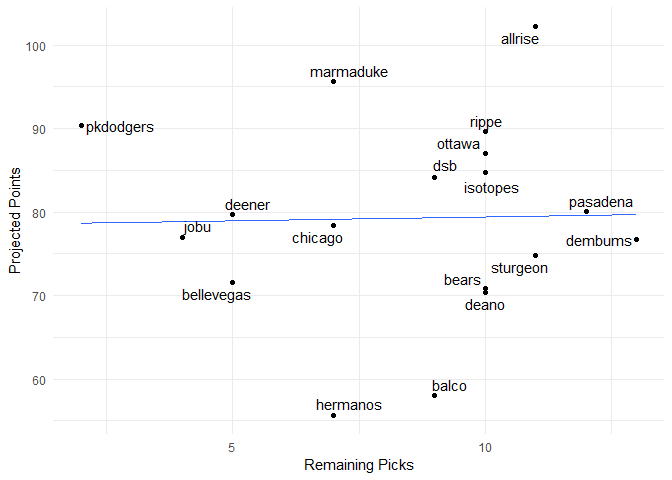 allrise
100
marmaduke
90
pkdodgers
rippe
ottawa
dsb
isotopes
deener
pasadena
80
jobu
chicago
dembums
sturgeon
bears
bellevegas
deano
70
60
balco
hermanos
5
10
Projected Points
Remaining Picks